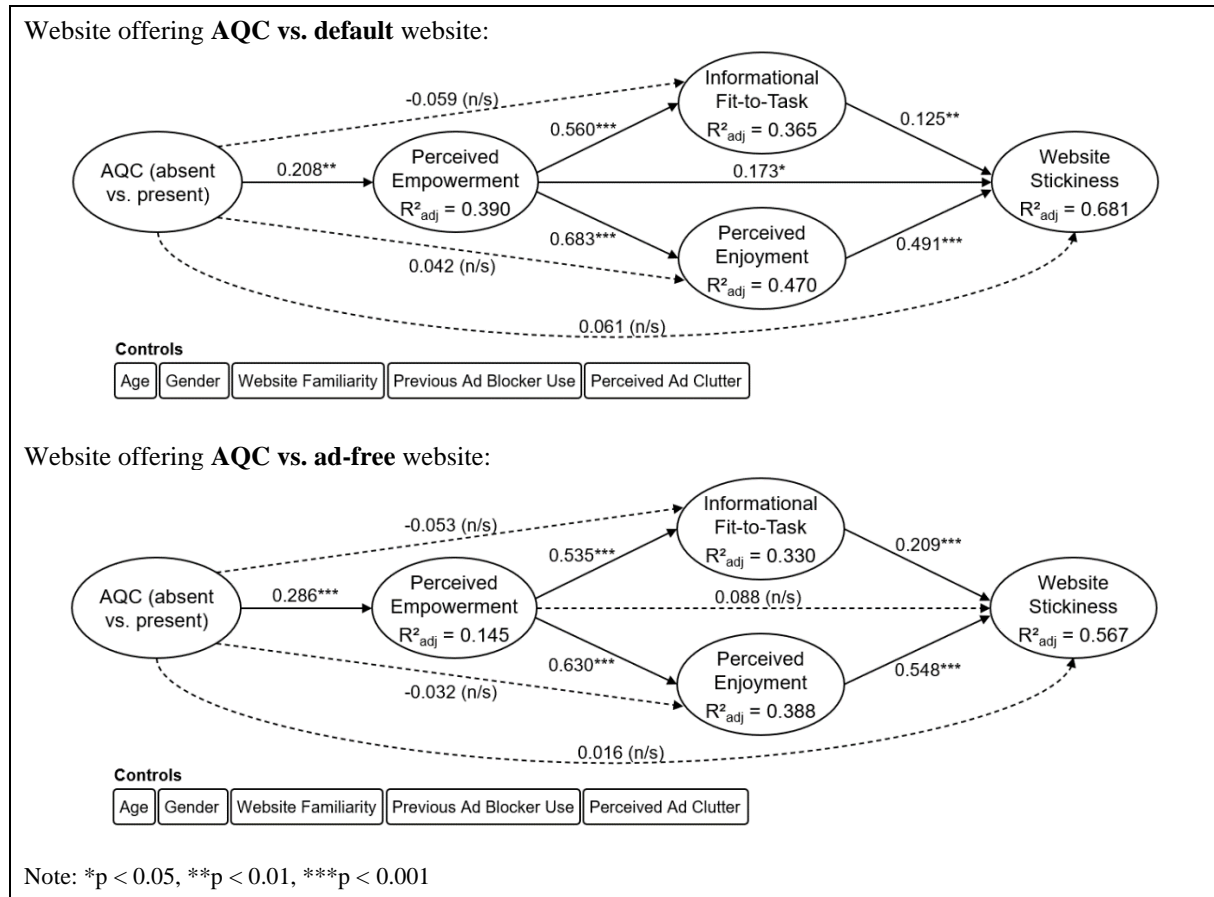 Website offering AQC vs. default website:
Informational
Fit-to-Task
R²adj = 0.365
-0.059 (n/s)
0.560***
0.125**
AQC (absent
vs. present)
0.208**
Perceived
Empowerment
R²adj = 0.390
0.173*
Website
Stickiness
R²adj = 0.681
0.683***
0.042 (n/s)
Perceived
Enjoyment
R²adj = 0.470
0.491***
0.061 (n/s)
Controls
Age Gender Website Familiarity Previous Ad Blocker Use Perceived Ad Clutter
Website offering AQC vs. ad-free website:
Informational
Fit-to-Task
R²adj = 0.330
-0.053 (n/s)
0.535***
0.209***
AQC (absent
vs. present)
0.286***
Perceived
Empowerment
R²adj = 0.145
0.088 (n/s)
Website
Stickiness
R²adj = 0.567
0.630***
-0.032 (n/s)
Perceived
Enjoyment
R²adj = 0.388
0.548***
0.016 (n/s)
Controls
Age Gender Website Familiarity Previous Ad Blocker Use Perceived Ad Clutter
Note: *p < 0.05, **p < 0.01, ***p < 0.001